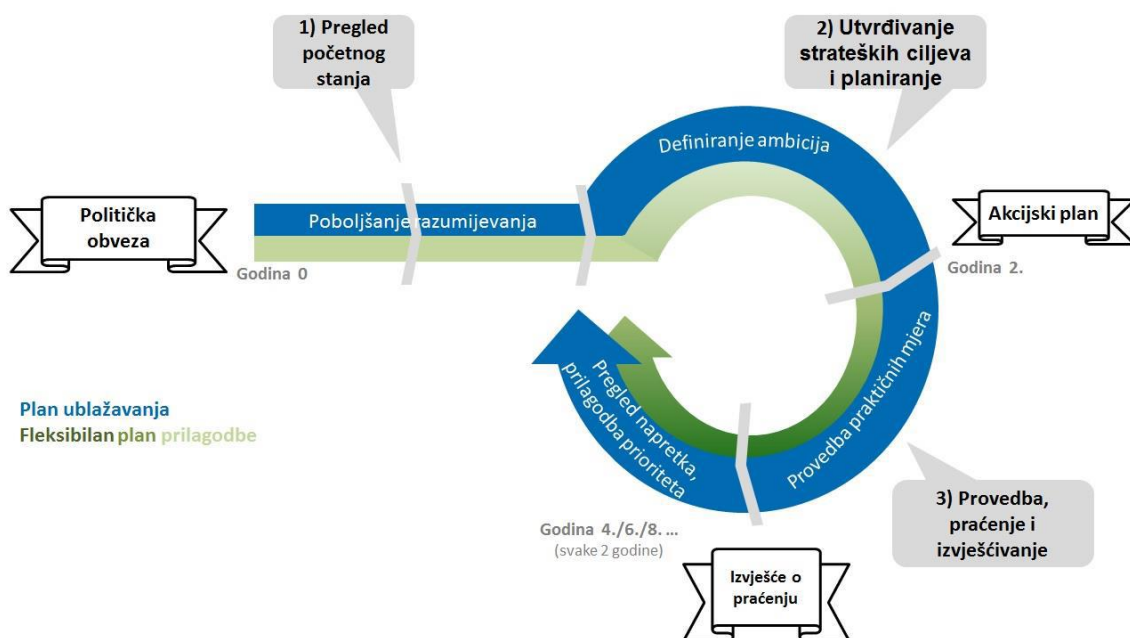 1) Pregled
početnog
stanja
2) Utvrđivanje
strateških ciljeva
i planiranje
Definiranje ambicija
Politička
obveza
Poboljšanje razumijevanja
Akcijski plan
Godina 0
Godina 2.
Provedba praktičnih mjera
Pregled napretka,
prilagodba prioriteta
Plan ublažavanja
Fleksibilan plan prilagodbe
3) Provedba,
praćenje i
izvješćivanje
Godina 4./6./8. ...
(svake 2 godine)
Izvješće o
praćenju